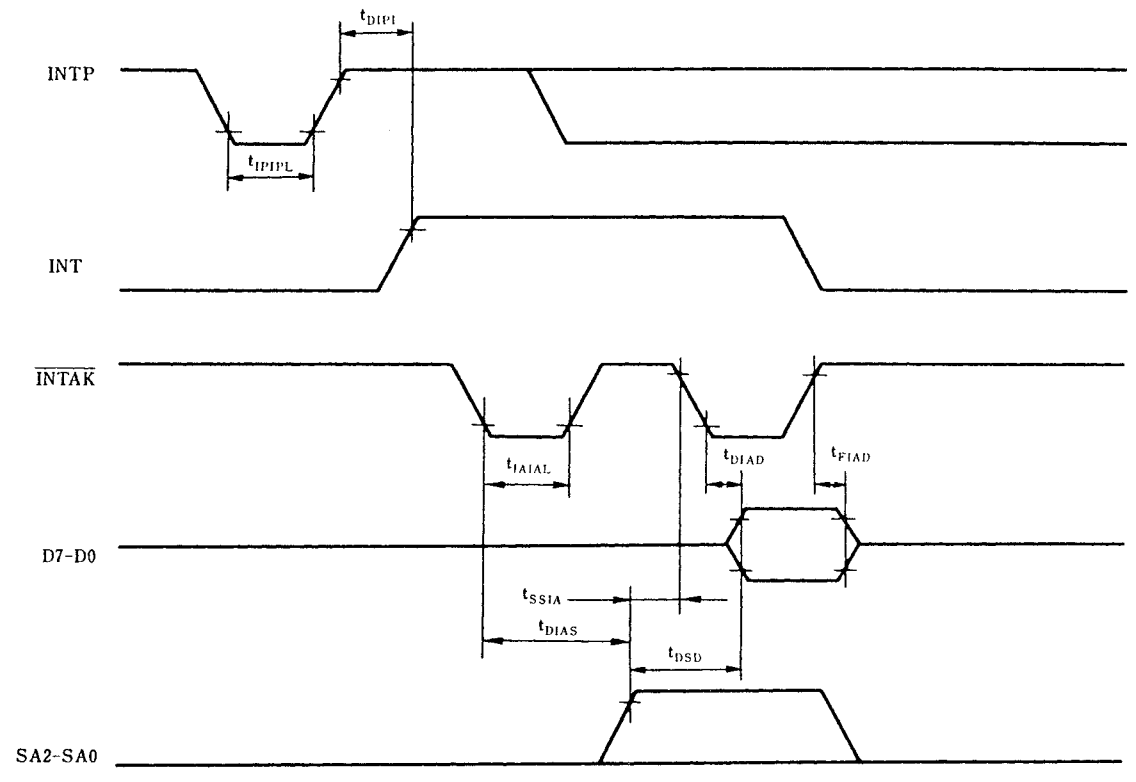 tDIPI
INTP
tIPIPL
INT
INTAK
tIAIAL
tDIAD
tFIAD
D7-D0
tSSIA
tDIAS
tDSD
SA2-SA0